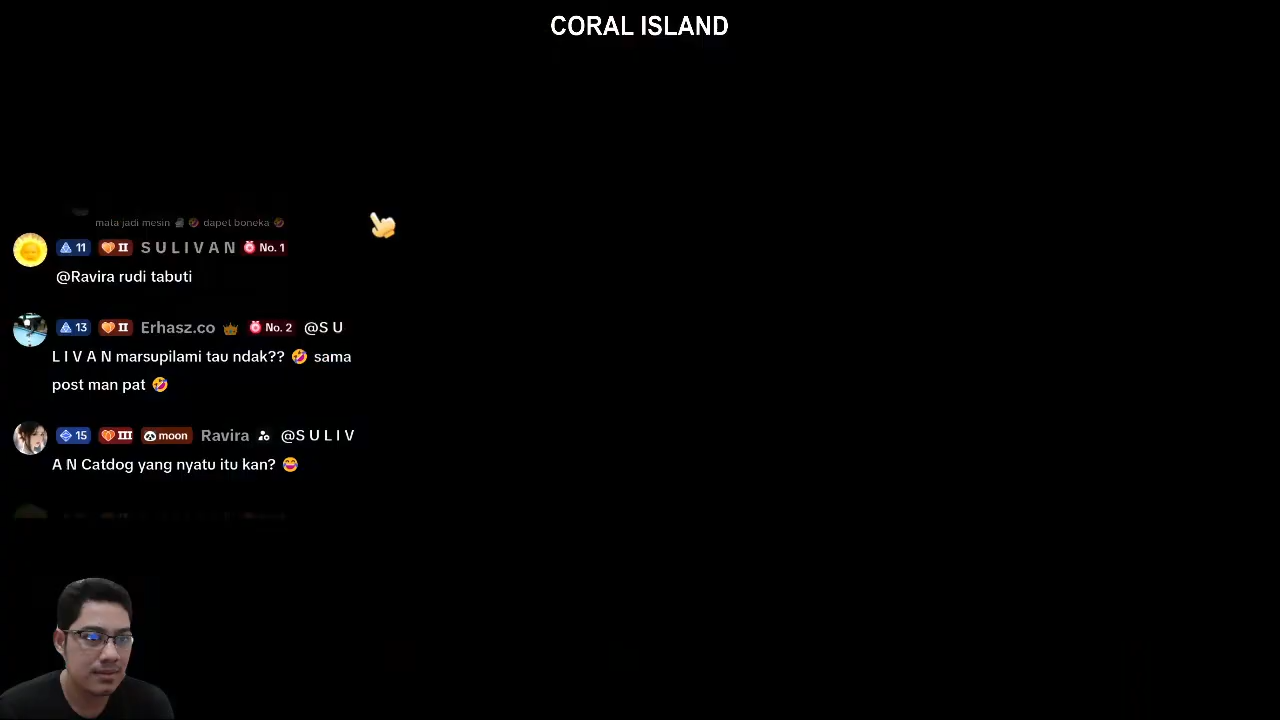 CORAL ISLAND
mata jadi mesin 🎰 🤣 dapet boneka 🤣
11 II S U L I V A N No. 1
@Ravira rudi tabuti
13 II Erhasz.co No. 2 @S U
L I V A N marsupilami tau ndak?? 🤣 sama
post man pat 🤣
15 III moon Ravira @S U L I V
A N Catdog yang nyatu itu kan? 😂